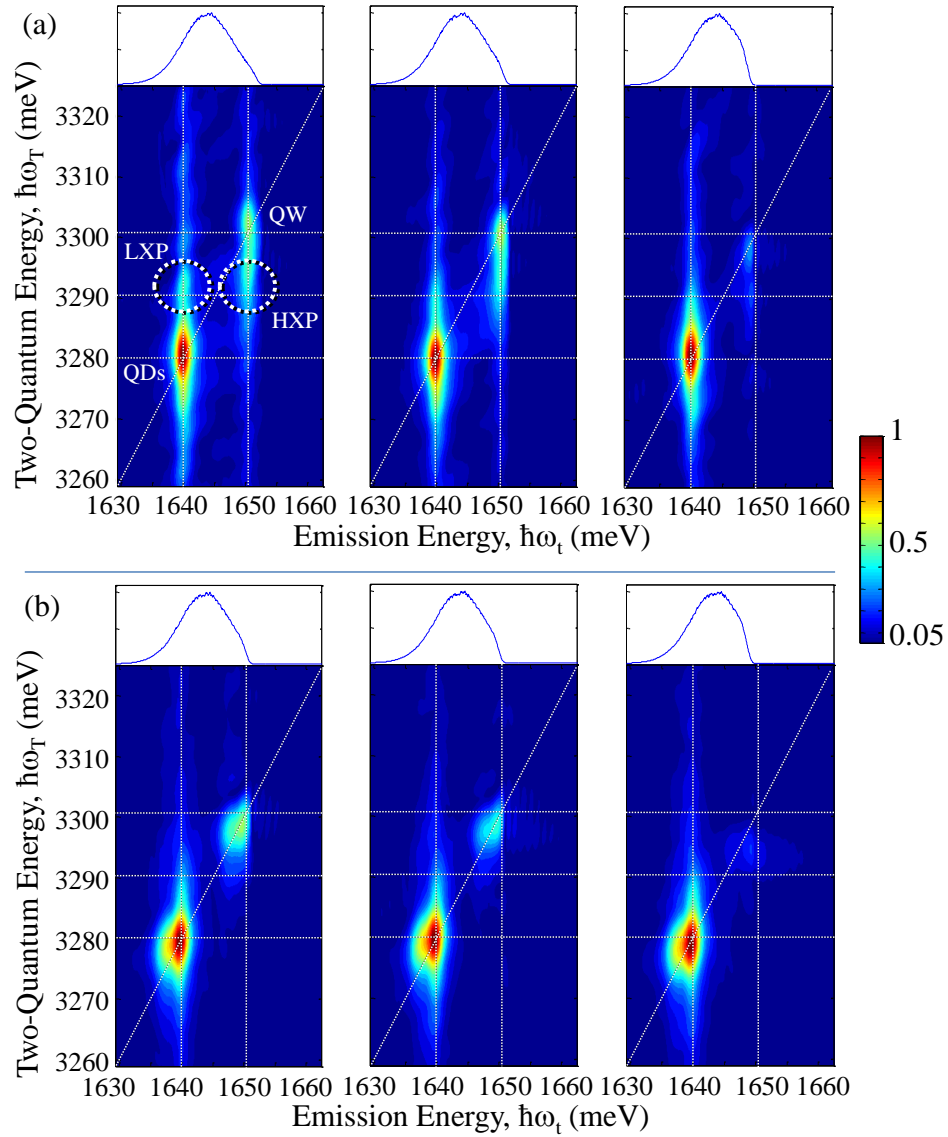 (a)
Two-Quantum Energy, ħω_T (meV)
3320
3310
3300
3290
3280
3270
3260
LXP
QW
HXP
QDs
1630 1640 1650 1660
1630 1640 1650 1660
1630 1640 1650 1660
Emission Energy, ħω_t (meV)
1
0.5
0.05
(b)
Two-Quantum Energy, ħω_T (meV)
3320
3310
3300
3290
3280
3270
3260
1630 1640 1650 1660
1630 1640 1650 1660
1630 1640 1650 1660
Emission Energy, ħω_t (meV)